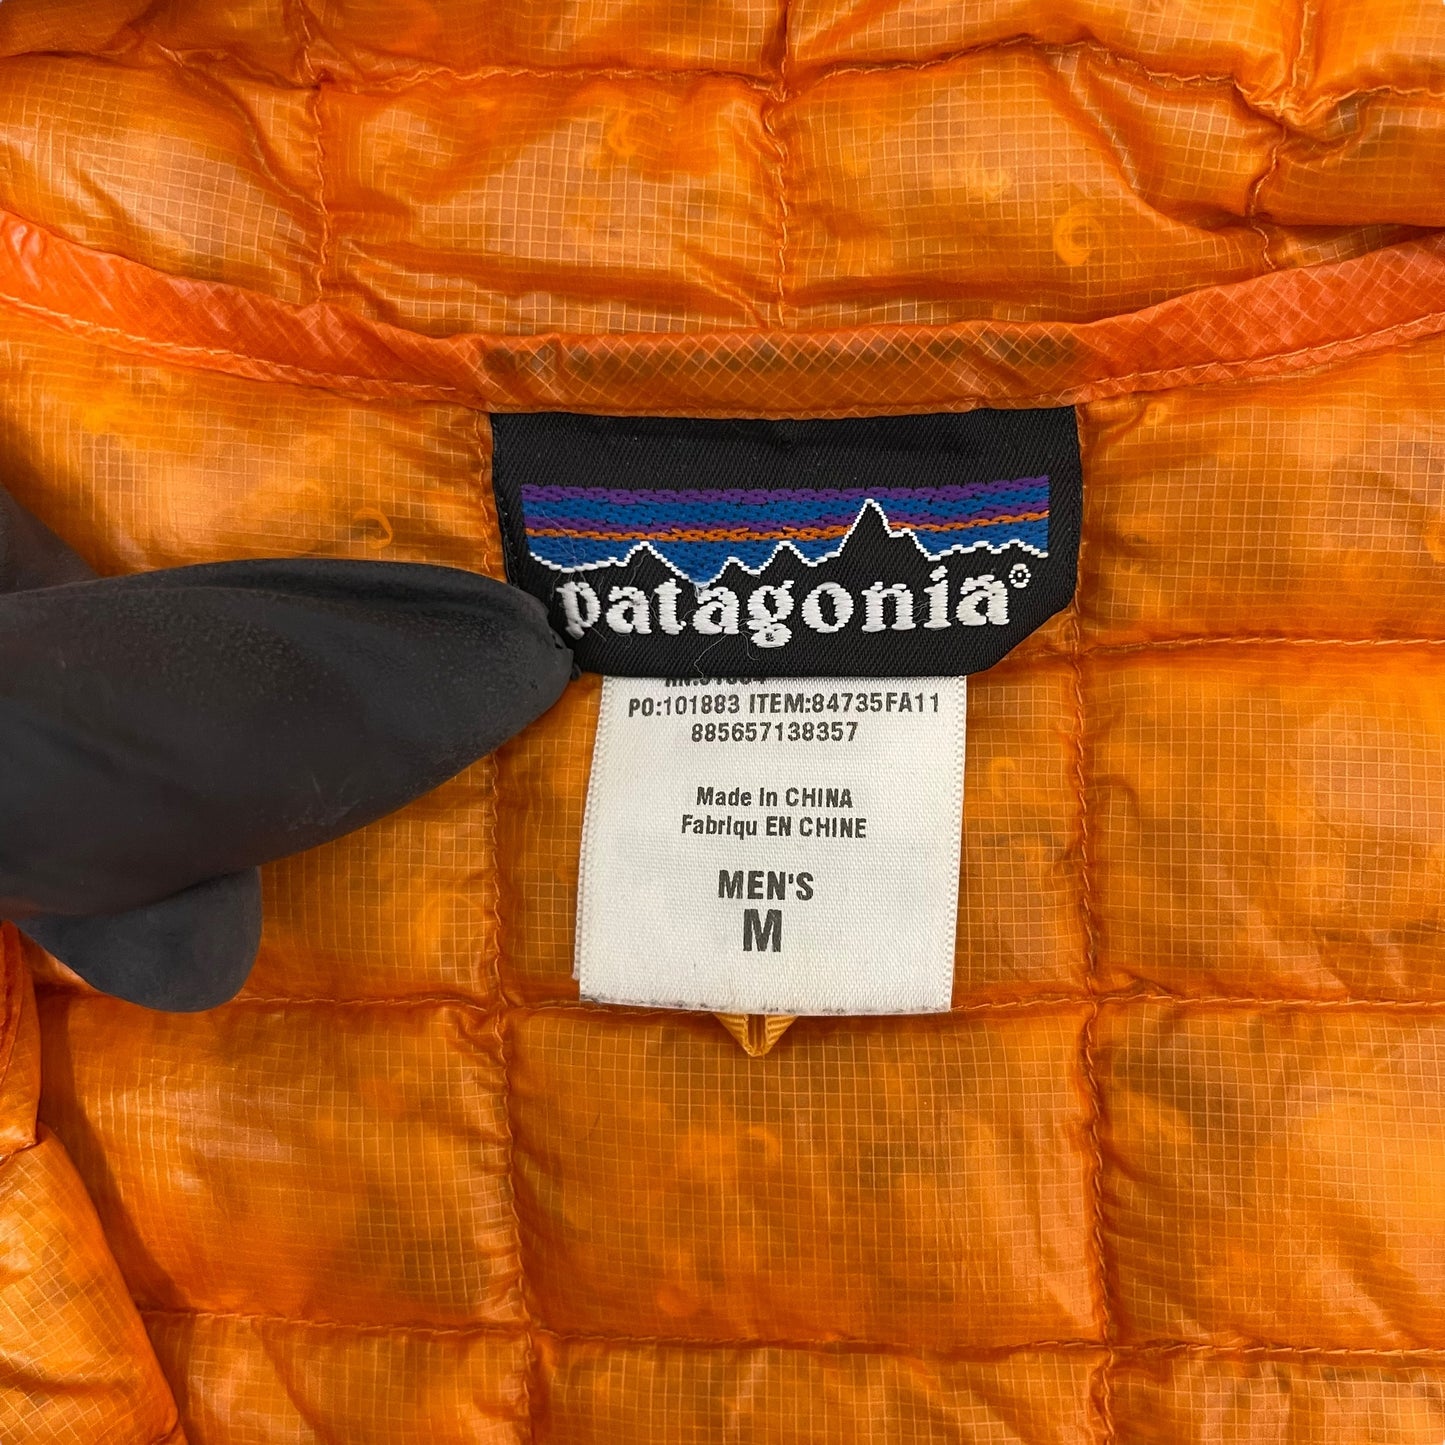 patagonia®
PO:101883 ITEM:84735FA11
885657138357
Made in CHINA
Fabriqu EN CHINE
MEN'S
M